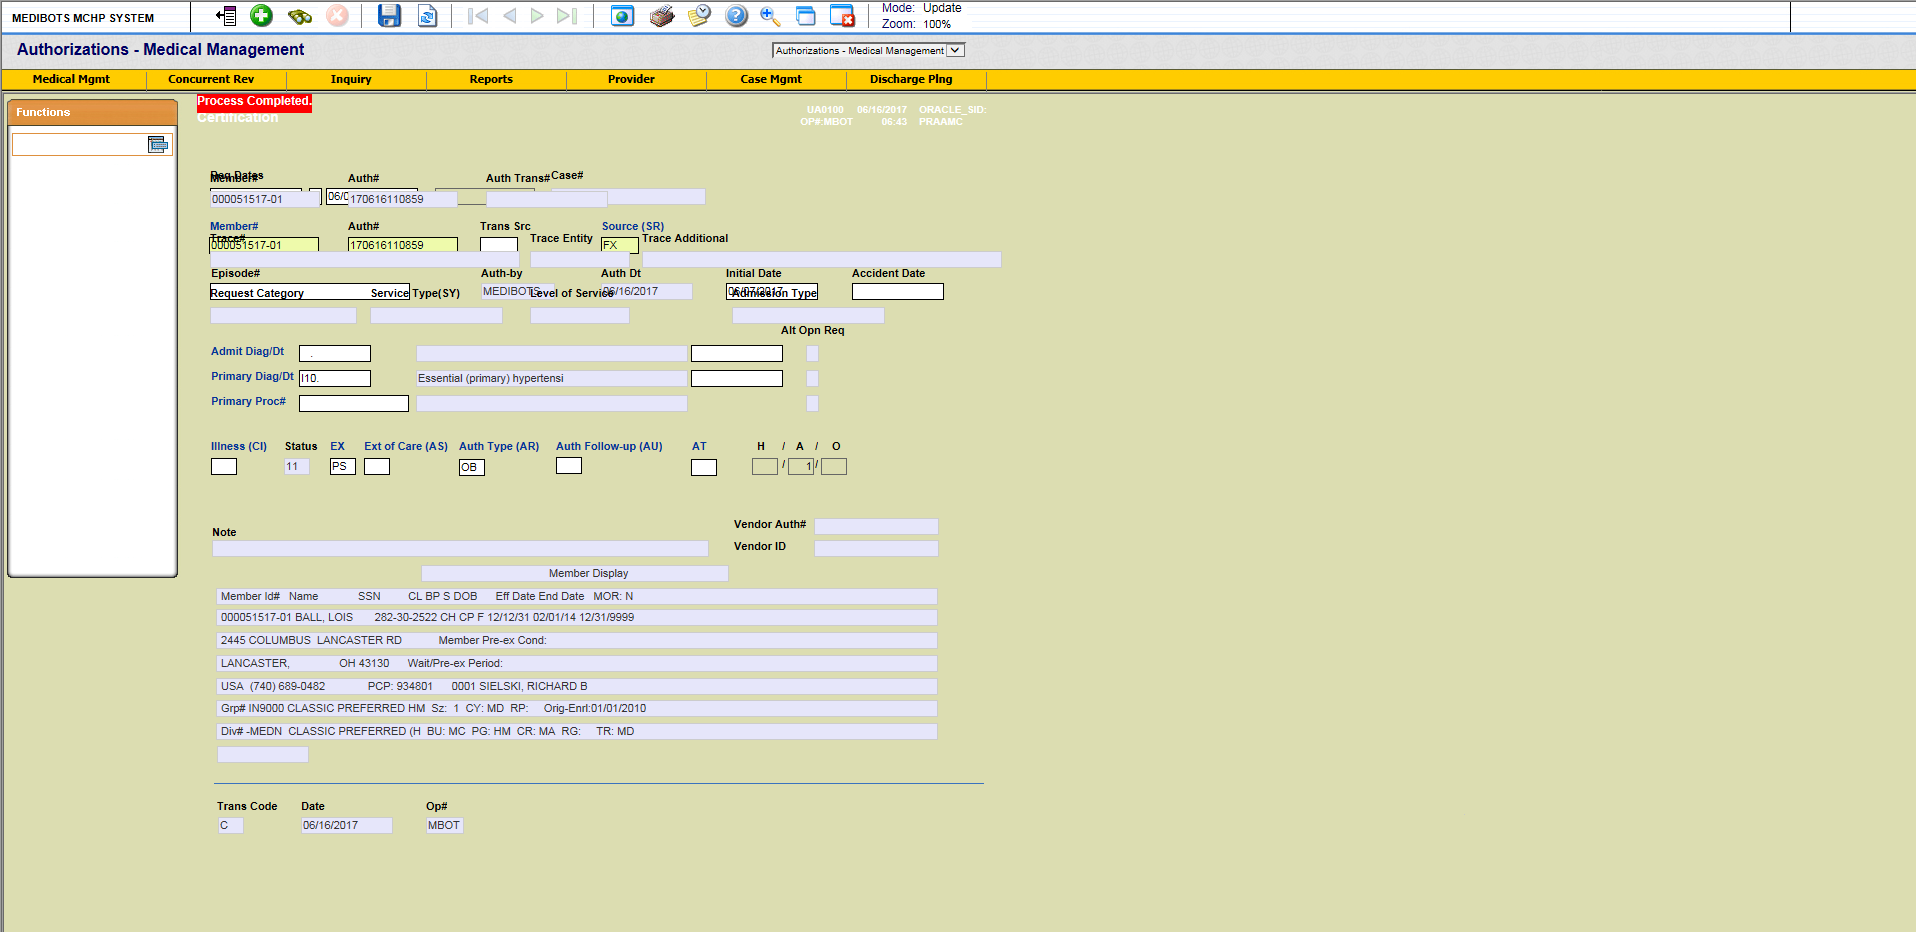 MEDIBOTS MCHP SYSTEM
Mode: Update
Zoom: 100%
Authorizations - Medical Management
Authorizations - Medical Management
Medical Mgmt Concurrent Rev Inquiry Reports Provider Case Mgmt Discharge Plng
Functions
Process Completed.
Certification
UA0100 06/16/2017 ORACLE_SID:
OP#:MBOT 06:43 PRAAMC
Req Dates
Member# Auth# Auth Trans# Case#
06/0
000051517-01 170616110859
Member# Auth# Trans Src Source (SR)
Trace# Trace Entity Trace Additional
000051517-01 170616110859 FX
Episode# Auth-by Auth Dt Initial Date Accident Date
MEDIBOTS 06/16/2017 06/07/2017
Request Category Service Type(SY) Level of Service Admission Type
Alt Opn Req
Admit Diag/Dt .
Primary Diag/Dt I10. Essential (primary) hypertensi
Primary Proc#
Illness (CI) Status EX Ext of Care (AS) Auth Type (AR) Auth Follow-up (AU) AT H / A / O
11 PS OB / 1 /
Note
Vendor Auth#
Vendor ID
Member Display
Member Id# Name SSN CL BP S DOB Eff Date End Date MOR: N
000051517-01 BALL, LOIS 282-30-2522 CH CP F 12/12/31 02/01/14 12/31/9999
2445 COLUMBUS LANCASTER RD Member Pre-ex Cond:
LANCASTER, OH 43130 Wait/Pre-ex Period:
USA (740) 689-0482 PCP: 934801 0001 SIELSKI, RICHARD B
Grp# IN9000 CLASSIC PREFERRED HM Sz: 1 CY: MD RP: Orig-Enrl:01/01/2010
Div# -MEDN CLASSIC PREFERRED (H BU: MC PG: HM CR: MA RG: TR: MD
Trans Code Date Op#
C 06/16/2017 MBOT